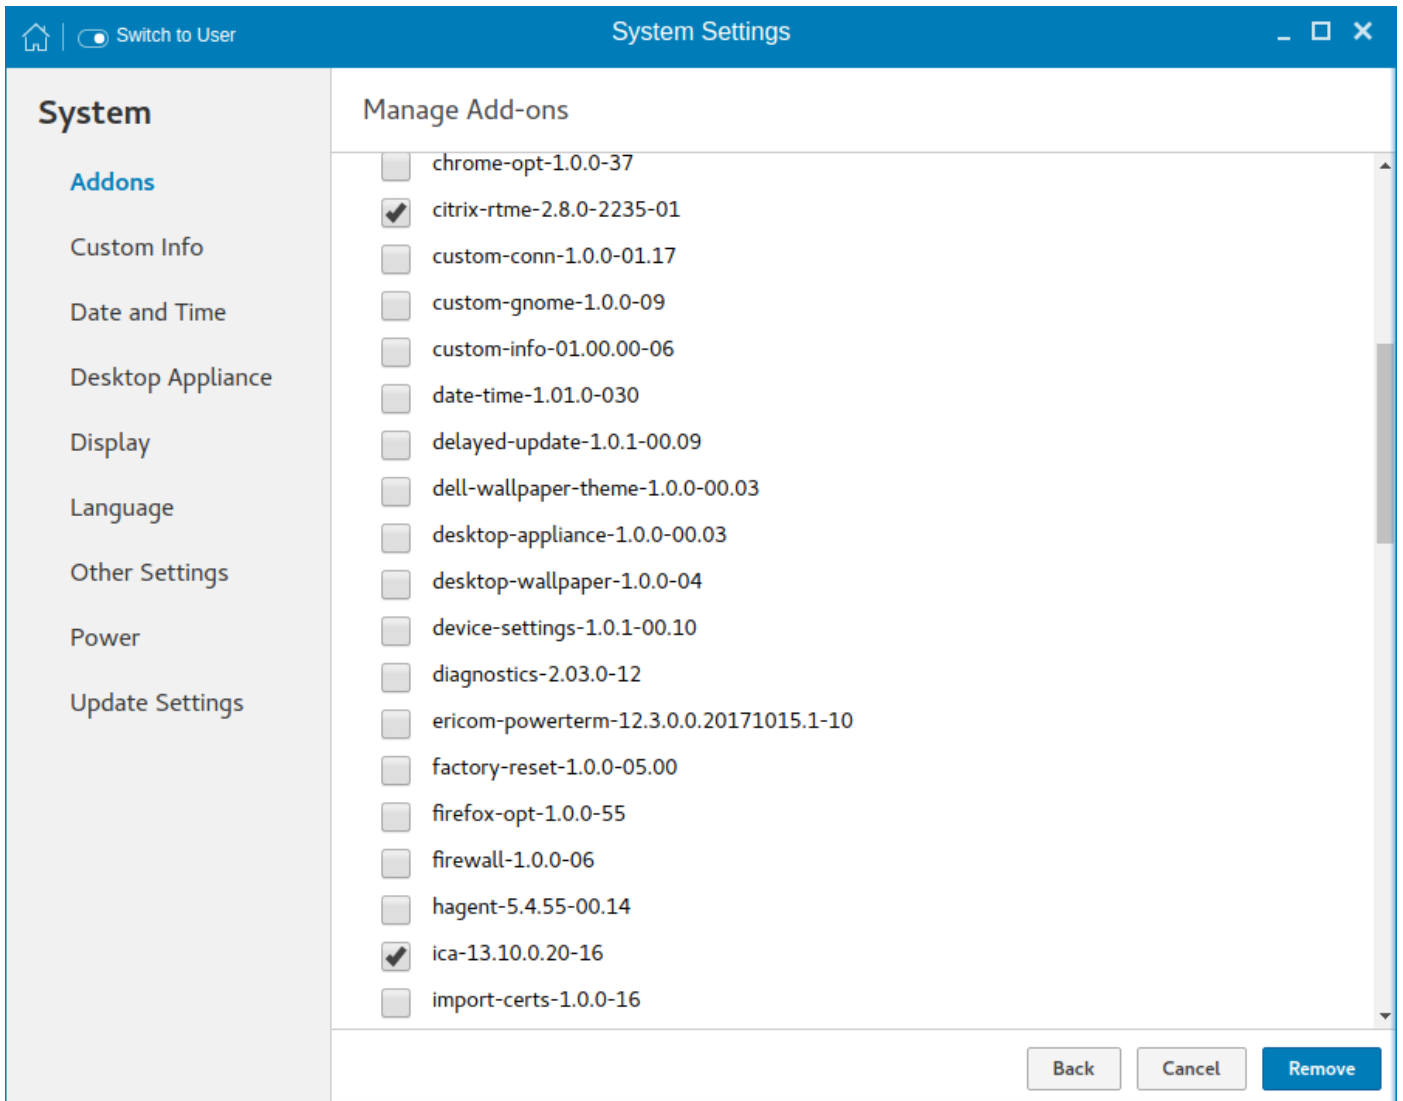 Switch to User
System Settings
System
Addons
Custom Info
Date and Time
Desktop Appliance
Display
Language
Other Settings
Power
Update Settings
Manage Add-ons
chrome-opt-1.0.0-37
citrix-rtme-2.8.0-2235-01
custom-conn-1.0.0-01.17
custom-gnome-1.0.0-09
custom-info-01.00.00-06
date-time-1.01.0-030
delayed-update-1.0.1-00.09
dell-wallpaper-theme-1.0.0-00.03
desktop-appliance-1.0.0-00.03
desktop-wallpaper-1.0.0-04
device-settings-1.0.1-00.10
diagnostics-2.03.0-12
ericom-powerterm-12.3.0.0.20171015.1-10
factory-reset-1.0.0-05.00
firefox-opt-1.0.0-55
firewall-1.0.0-06
hagent-5.4.55-00.14
ica-13.10.0.20-16
import-certs-1.0.0-16
Back
Cancel
Remove